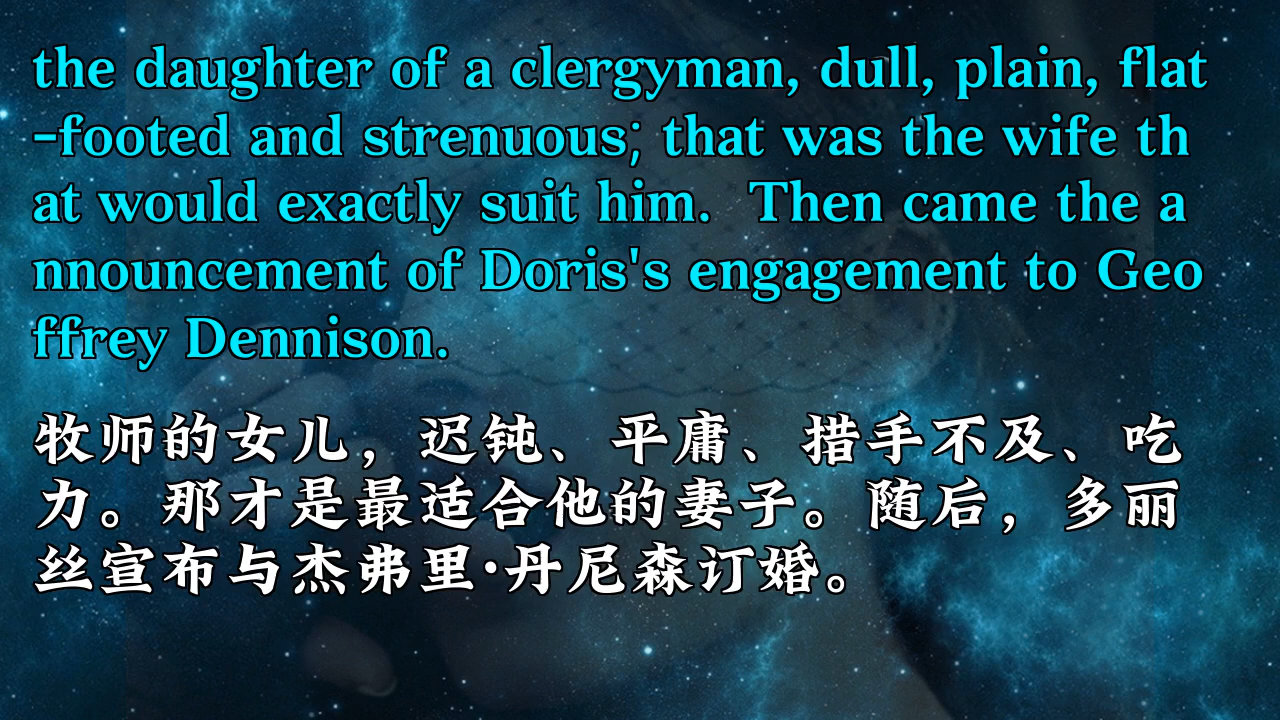 the daughter of a clergyman, dull, plain, flat
-footed and strenuous; that was the wife th
at would exactly suit him.  Then came the a
nnouncement of Doris's engagement to Geo
ffrey Dennison.
牧师的女儿，迟钝、平庸、措手不及、吃
力。那才是最适合他的妻子。随后，多丽
丝宣布与杰弗里·丹尼森订婚。